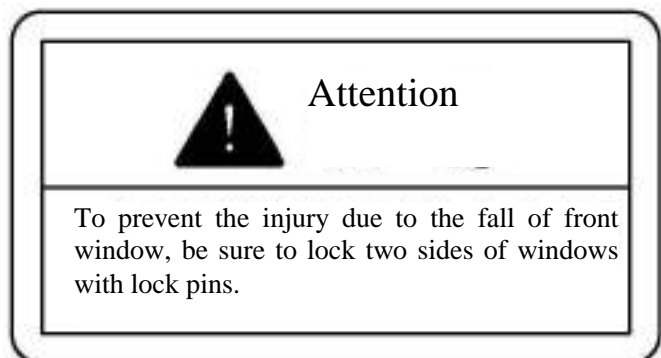 Attention
To prevent the injury due to the fall of front
window, be sure to lock two sides of windows
with lock pins.